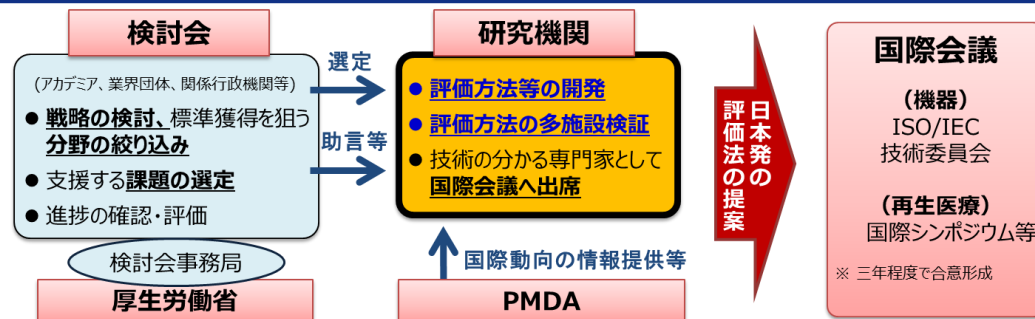 検討会
(アカデミア、業界団体、関係行政機関等)
● 戦略の検討、標準獲得を狙う
分野の絞り込み
● 支援する課題の選定
● 進捗の確認・評価
検討会事務局
厚生労働省
選定
助言等
研究機関
● 評価方法等の開発
● 評価方法の多施設検証
● 技術の分かる専門家として
国際会議へ出席
国際動向の情報提供等
PMDA
日本発の
評価法の提案
国際会議
(機器)
ISO/IEC
技術委員会
(再生医療)
国際シンポジウム等
※ 三年程度で合意形成